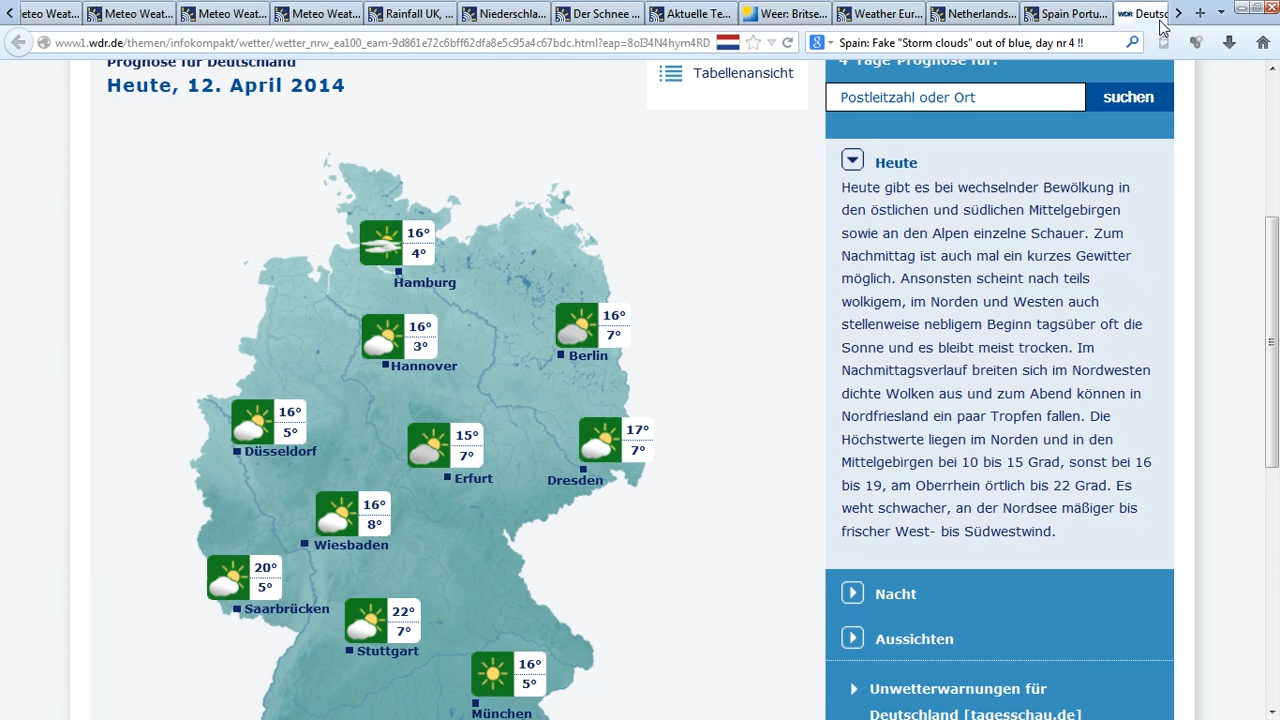 eteo Weat...
Meteo Weat...
Meteo Weat...
Meteo Weat...
Rainfall UK, ...
Niederschla...
Der Schnee ...
Aktuelle Te...
Weer: Britse...
Weather Eur...
Netherlands...
Spain Portu...
WDR Deutsc
www1.wdr.de/themen/infokompakt/wetter/wetter_nrw_ea100_eam-9d861e72c6bff62dfa8e5c95a4c67bdc.html?eap=8oI34N4hym4RD
Spain: Fake "Storm clouds" out of blue, day nr 4 !!
Prognose für Deutschland
Heute, 12. April 2014
Tabellenansicht
4 Tage Prognose für:
Postleitzahl oder Ort
suchen
16°
4°
Hamburg
16°
3°
Hannover
16°
7°
Berlin
16°
5°
Düsseldorf
15°
7°
Erfurt
17°
7°
Dresden
16°
8°
Wiesbaden
20°
5°
Saarbrücken
22°
7°
Stuttgart
16°
5°
München
Heute
Heute gibt es bei wechselnder Bewölkung in
den östlichen und südlichen Mittelgebirgen
sowie an den Alpen einzelne Schauer. Zum
Nachmittag ist auch mal ein kurzes Gewitter
möglich. Ansonsten scheint nach teils
wolkigem, im Norden und Westen auch
stellenweise nebligem Beginn tagsüber oft die
Sonne und es bleibt meist trocken. Im
Nachmittagsverlauf breiten sich im Nordwesten
dichte Wolken aus und zum Abend können in
Nordfriesland ein paar Tropfen fallen. Die
Höchstwerte liegen im Norden und in den
Mittelgebirgen bei 10 bis 15 Grad, sonst bei 16
bis 19, am Oberrhein örtlich bis 22 Grad. Es
weht schwacher, an der Nordsee mäßiger bis
frischer West- bis Südwestwind.
Nacht
Aussichten
Unwetterwarnungen für
Deutschland [tagesschau.de]